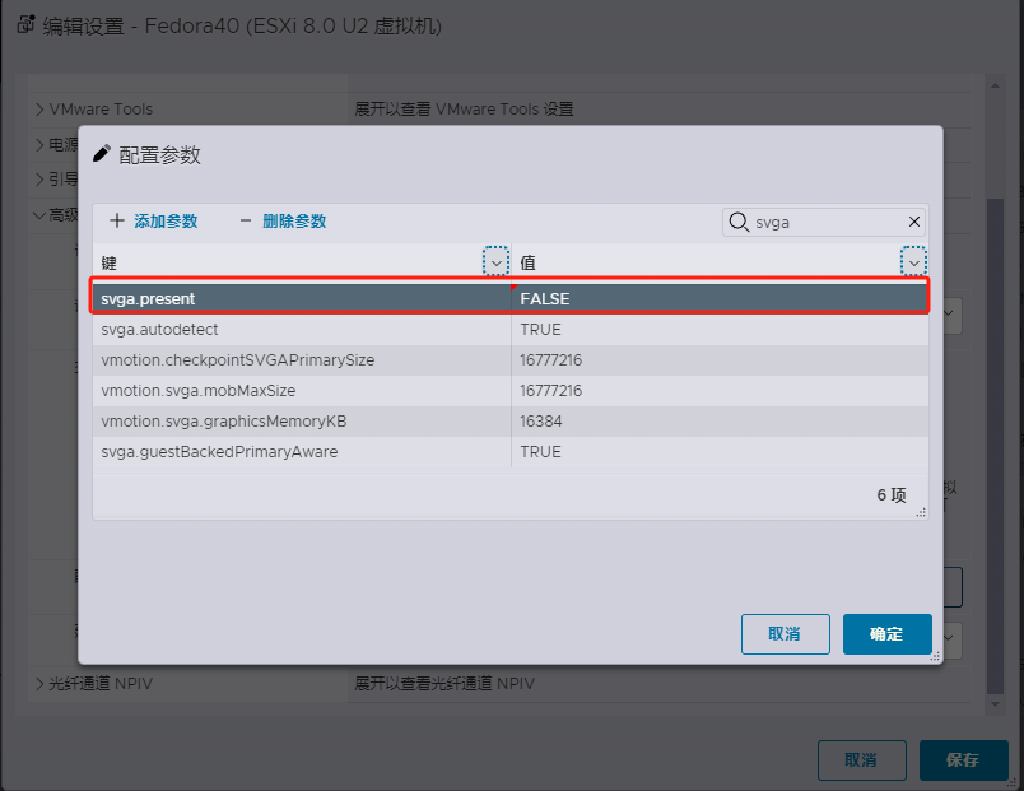 编辑设置 - Fedora40 (ESXi 8.0 U2 虚拟机)
VMware Tools
展开以查看 VMware Tools 设置
电源
引导
高级
配置参数
添加参数
删除参数
svga
键
值
svga.present
FALSE
svga.autodetect
TRUE
vmotion.checkpointSVGAPrimarySize
16777216
vmotion.svga.mobMaxSize
16777216
vmotion.svga.graphicsMemoryKB
16384
svga.guestBackedPrimaryAware
TRUE
6 项
取消
确定
光纤通道 NPIV
展开以查看光纤通道 NPIV
取消
保存